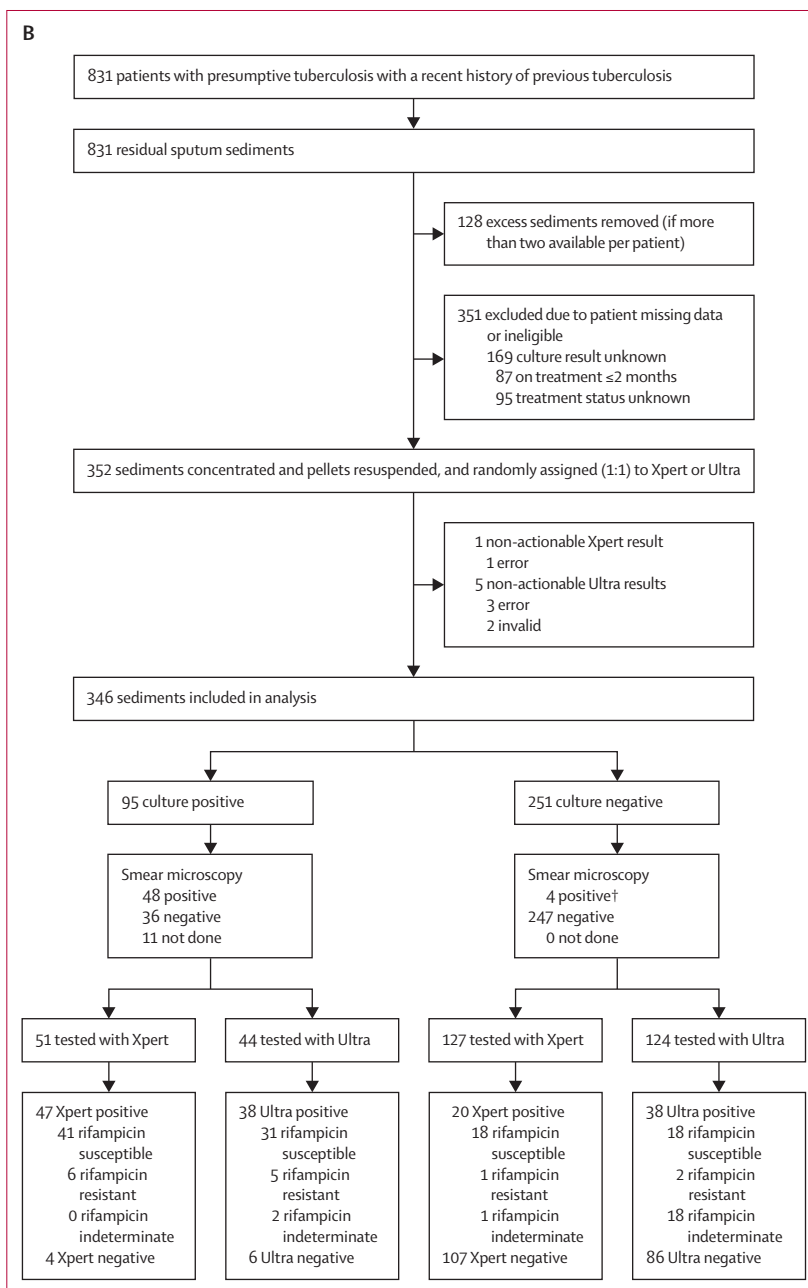 B
831 patients with presumptive tuberculosis with a recent history of previous tuberculosis
831 residual sputum sediments
128 excess sediments removed (if more
than two available per patient)
351 excluded due to patient missing data
or ineligible
169 culture result unknown
87 on treatment ≤2 months
95 treatment status unknown
352 sediments concentrated and pellets resuspended, and randomly assigned (1:1) to Xpert or Ultra
1 non-actionable Xpert result
1 error
5 non-actionable Ultra results
3 error
2 invalid
346 sediments included in analysis
95 culture positive
251 culture negative
Smear microscopy
48 positive
36 negative
11 not done
Smear microscopy
4 positive†
247 negative
0 not done
51 tested with Xpert
44 tested with Ultra
127 tested with Xpert
124 tested with Ultra
47 Xpert positive
41 rifampicin
susceptible
6 rifampicin
resistant
0 rifampicin
indeterminate
4 Xpert negative
38 Ultra positive
31 rifampicin
susceptible
5 rifampicin
resistant
2 rifampicin
indeterminate
6 Ultra negative
20 Xpert positive
18 rifampicin
susceptible
1 rifampicin
resistant
1 rifampicin
indeterminate
107 Xpert negative
38 Ultra positive
18 rifampicin
susceptible
2 rifampicin
resistant
18 rifampicin
indeterminate
86 Ultra negative